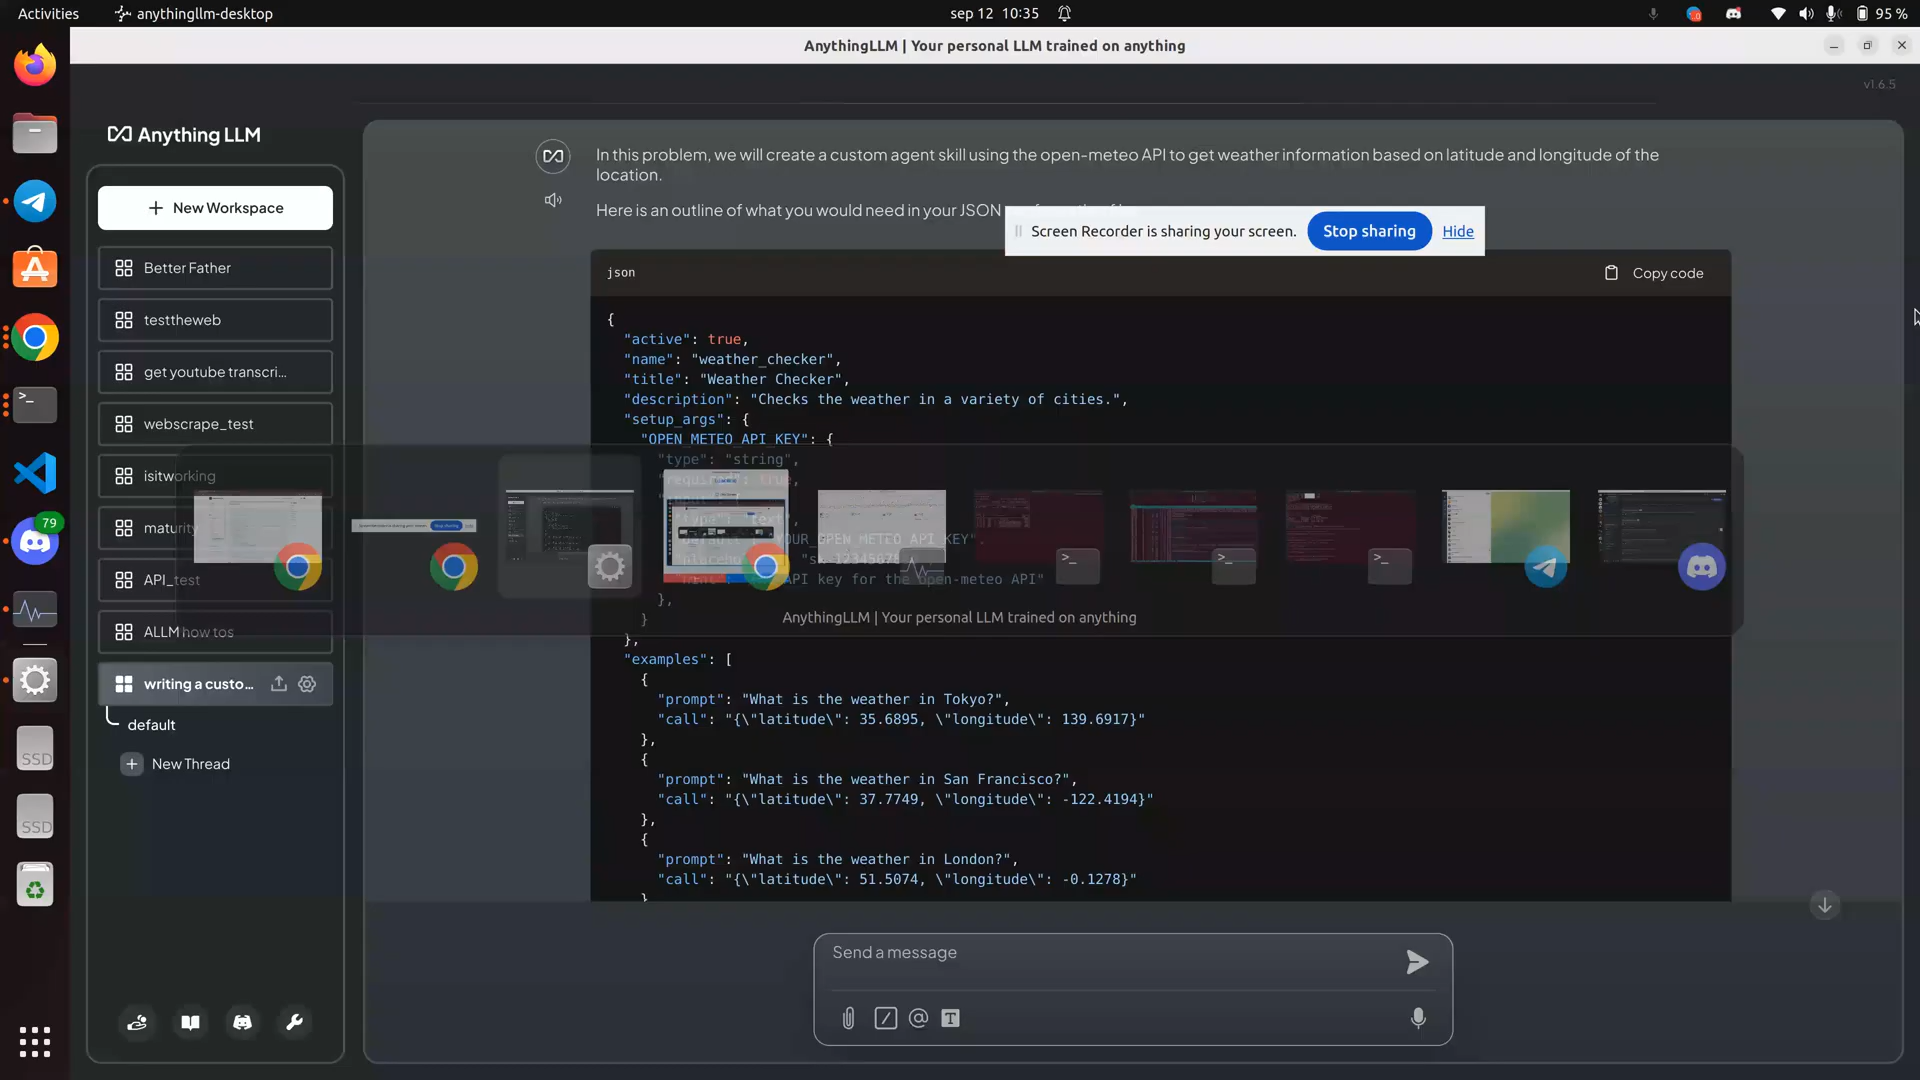 Activities
anythingllm-desktop
sep 12 10:35
95 %
AnythingLLM | Your personal LLM trained on anything
v1.6.5
Anything LLM
New Workspace
Better Father
testtheweb
get youtube transcri...
webscrape_test
isitworking
maturity
API_test
ALLM how tos
writing a custo...
default
New Thread
79
SSD
SSD
In this problem, we will create a custom agent skill using the open-meteo API to get weather information based on latitude and longitude of the
location.
Here is an outline of what you would need in your JSON
Screen Recorder is sharing your screen.
Stop sharing
Hide
json
Copy code
{
"active": true,
"name": "weather_checker",
"title": "Weather Checker",
"description": "Checks the weather in a variety of cities.",
"setup_args": {
"OPEN_METEO_API_KEY": {
"type": "string",
API key for the open-meteo API"
},
}
AnythingLLM | Your personal LLM trained on anything
},
"examples": [
{
"prompt": "What is the weather in Tokyo?",
"call": "{\"latitude\": 35.6895, \"longitude\": 139.6917}"
},
{
"prompt": "What is the weather in San Francisco?",
"call": "{\"latitude\": 37.7749, \"longitude\": -122.4194}"
},
{
"prompt": "What is the weather in London?",
"call": "{\"latitude\": 51.5074, \"longitude\": -0.1278}"
}
Send a message